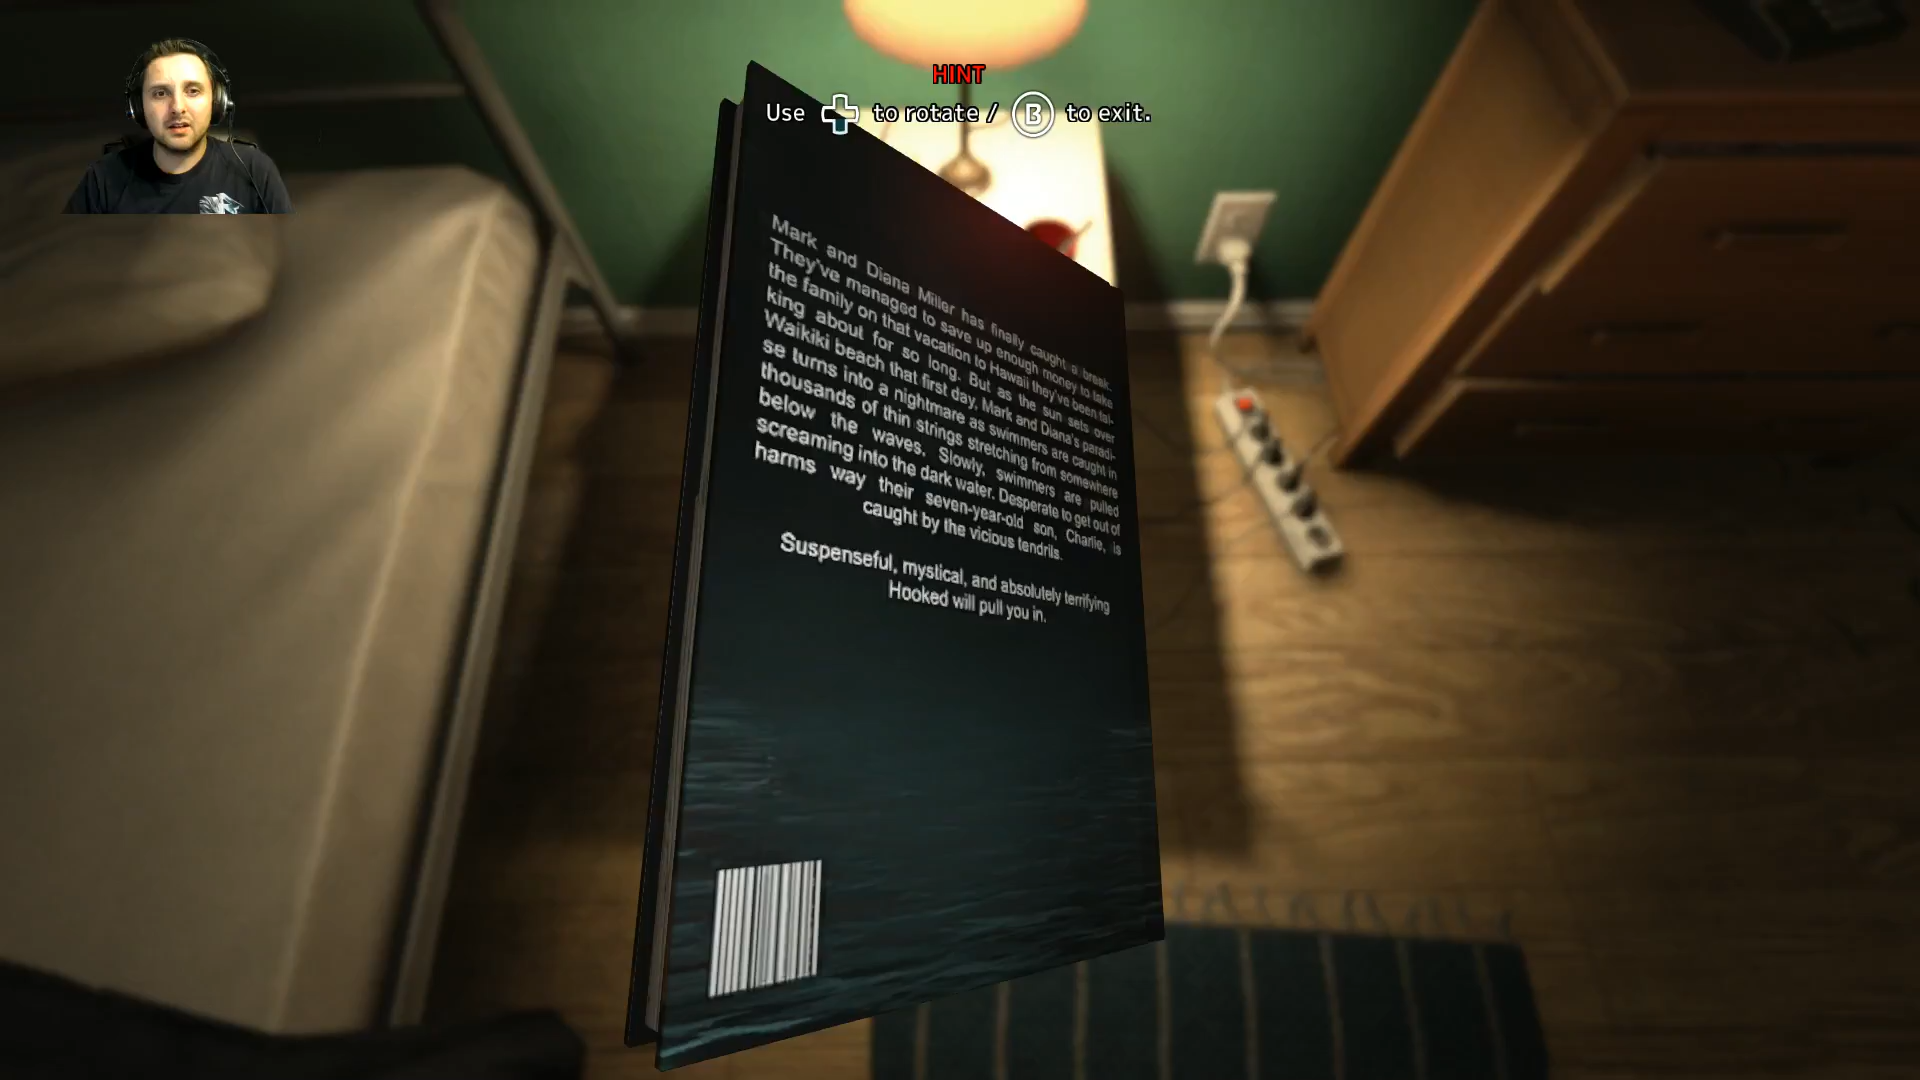 HINT
Use to rotate / B to exit.
Mark and Diana Miller has finally caught a break.
They've managed to save up enough money to take
the family on that vacation to Hawaii they've been tal-
king about for so long. But as the sun sets over
Waikiki beach that first day, Mark and Diana's paradi-
se turns into a nightmare as swimmers are caught in
thousands of thin strings stretching from somewhere
below the waves. Slowly, swimmers are pulled
screaming into the dark water. Desperate to get out of
harms way their seven-year-old son, Charlie, is
caught by the vicious tendrils.
Suspenseful, mystical, and absolutely terrifying
Hooked will pull you in.